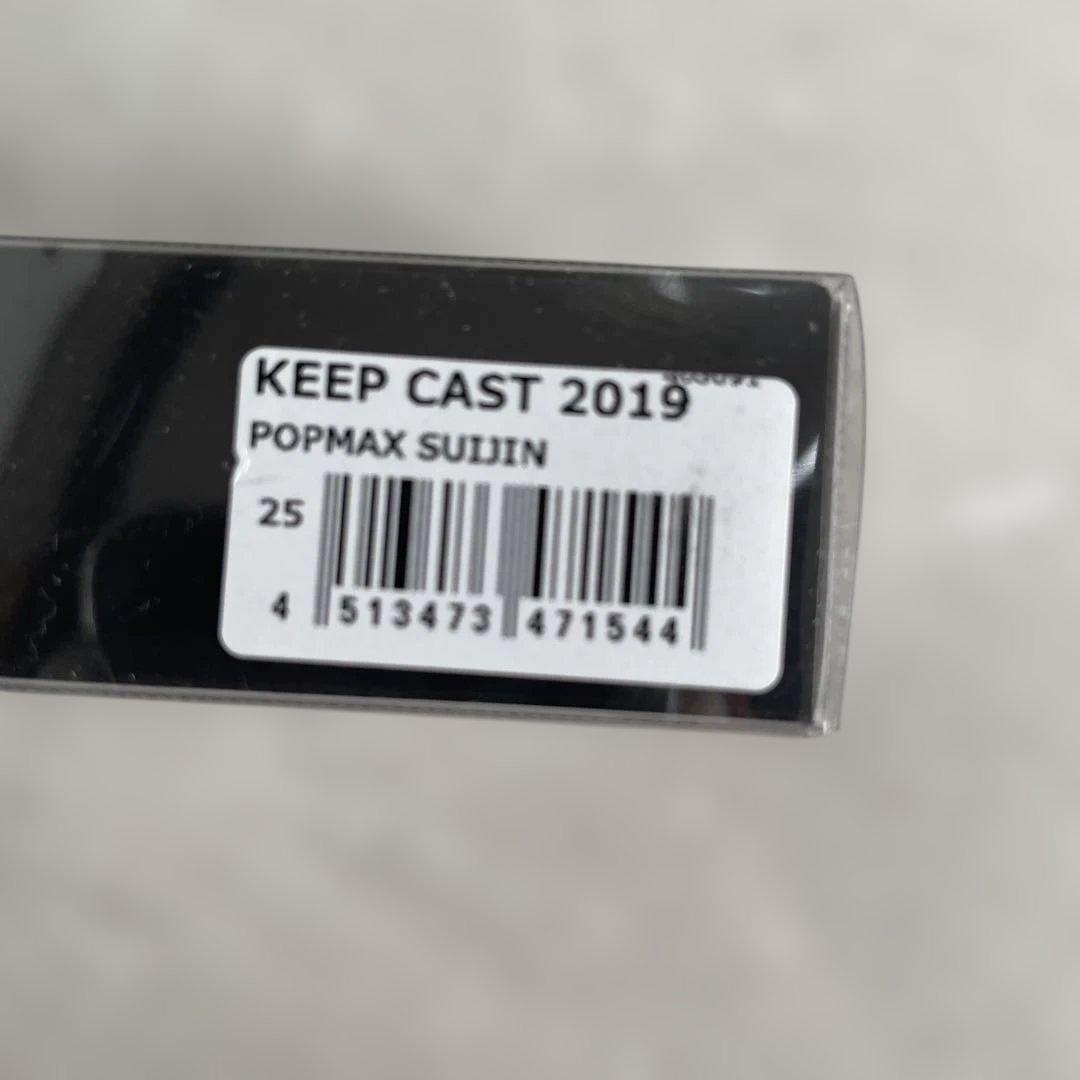 KEEP CAST 2019
POPMAX SUIJIN
25
4 513473 471544